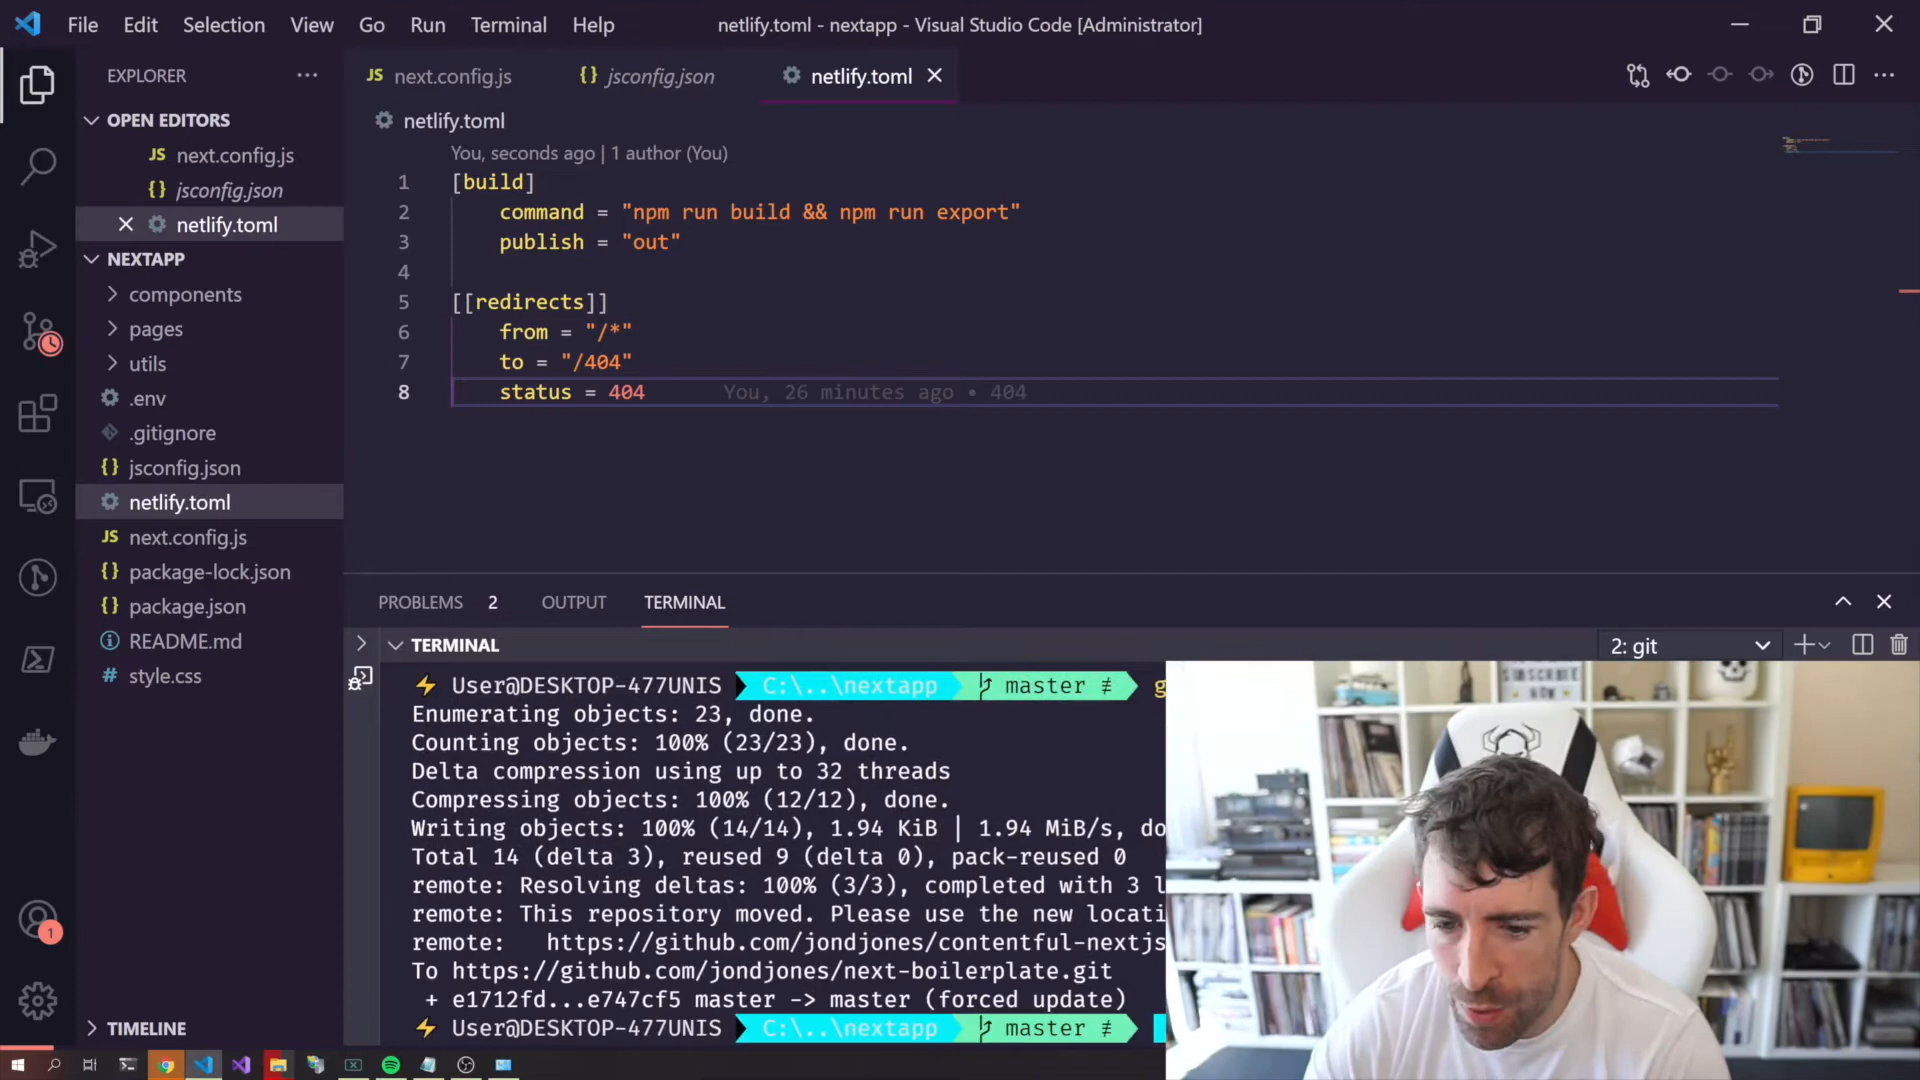 File Edit Selection View Go Run Terminal Help
netlify.toml - nextapp - Visual Studio Code [Administrator]
EXPLORER
OPEN EDITORS
JS next.config.js
{} jsconfig.json
netlify.toml
NEXTAPP
components
pages
utils
.env
.gitignore
{} jsconfig.json
netlify.toml
JS next.config.js
{} package-lock.json
{} package.json
README.md
# style.css
TIMELINE
1
JS next.config.js
{} jsconfig.json
netlify.toml
netlify.toml
You, seconds ago | 1 author (You)
1 [build]
2 command = "npm run build && npm run export"
3 publish = "out"
4
5 [[redirects]]
6 from = "/*"
7 to = "/404"
8 status = 404 You, 26 minutes ago • 404
PROBLEMS 2 OUTPUT TERMINAL
TERMINAL
2: git
User@DESKTOP-477UNIS C:\..\nextapp master ≢ g
Enumerating objects: 23, done.
Counting objects: 100% (23/23), done.
Delta compression using up to 32 threads
Compressing objects: 100% (12/12), done.
Writing objects: 100% (14/14), 1.94 KiB | 1.94 MiB/s, do
Total 14 (delta 3), reused 9 (delta 0), pack-reused 0
remote: Resolving deltas: 100% (3/3), completed with 3 l
remote: This repository moved. Please use the new locati
remote: https://github.com/jondjones/contentful-nextjs
To https://github.com/jondjones/next-boilerplate.git
+ e1712fd...e747cf5 master -> master (forced update)
User@DESKTOP-477UNIS C:\..\nextapp master ≢
SUBSCRIBE
NOW